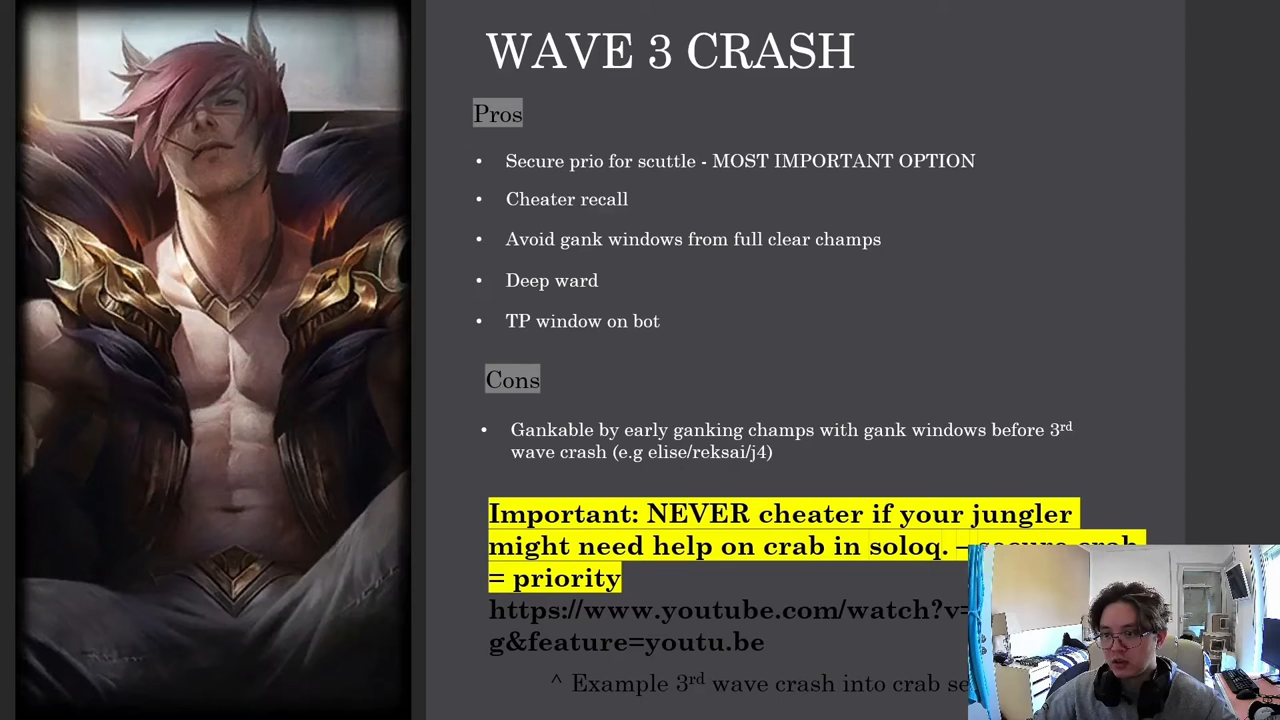 WAVE 3 CRASH
Pros
• Secure prio for scuttle - MOST IMPORTANT OPTION
• Cheater recall
• Avoid gank windows from full clear champs
• Deep ward
• TP window on bot
Cons
• Gankable by early ganking champs with gank windows before 3rd
wave crash (e.g elise/reksai/j4)
Important: NEVER cheater if your jungler
might need help on crab in soloq. – secure crab
= priority
https://www.youtube.com/watch?v=
g&feature=youtu.be
^ Example 3rd wave crash into crab se